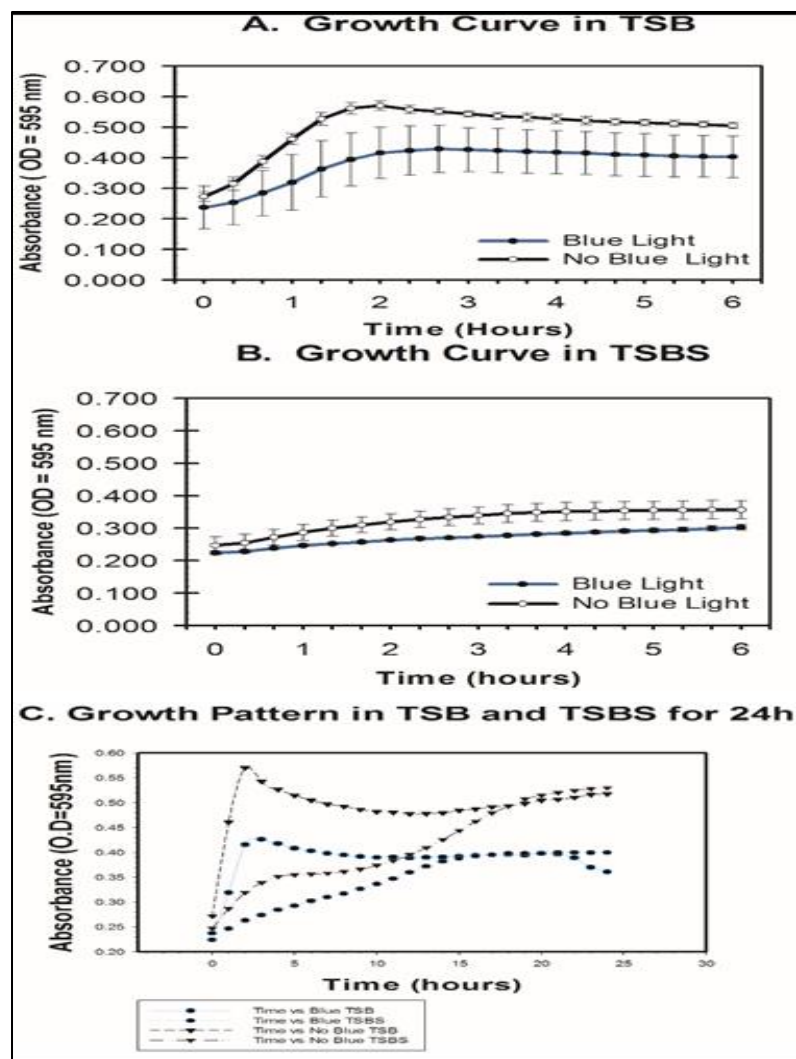 A. Growth Curve in TSB
Absorbance ( OD = 595 nm)
0.700
0.600
0.500
0.400
0.300
0.200
0.100
0.000
Blue Light
No Blue Light
0 1 2 3 4 5 6
Time (Hours)
B. Growth Curve in TSBS
Absorbance (OD = 595 nm)
0.700
0.600
0.500
0.400
0.300
0.200
0.100
0.000
Blue Light
No Blue Light
0 1 2 3 4 5 6
Time (hours)
C. Growth Pattern in TSB and TSBS for 24h
Absorbance (O.D=595nm)
0.60
0.55
0.50
0.45
0.40
0.35
0.30
0.25
0.20
0 5 10 15 20 25 30
Time (hours)
Time vs Blue TSB
Time vs Blue TSBS
Time vs No Blue TSB
Time vs No Blue TSBS